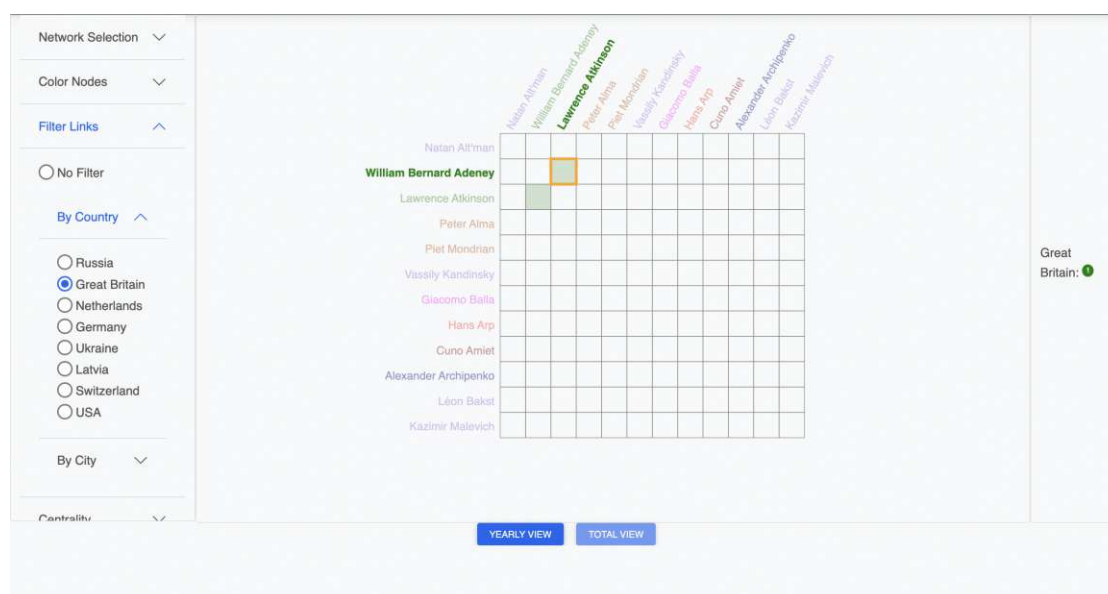 Network Selection
Color Nodes
Filter Links
No Filter
By Country
Russia
Great Britain
Netherlands
Germany
Ukraine
Latvia
Switzerland
USA
By City
Centrality
Natan Alt'man
William Bernard Adeney
Lawrence Atkinson
Peter Alma
Piet Mondrian
Vassily Kandinsky
Giacomo Balla
Hans Arp
Cuno Amiet
Alexander Archipenko
Léon Bakst
Kazimir Malevich
Natan Alt'man
William Bernard Adeney
Lawrence Atkinson
Peter Alma
Piet Mondrian
Vassily Kandinsky
Giacomo Balla
Hans Arp
Cuno Amiet
Alexander Archipenko
Léon Bakst
Kazimir Malevich
Great
Britain: 1
YEARLY VIEW
TOTAL VIEW